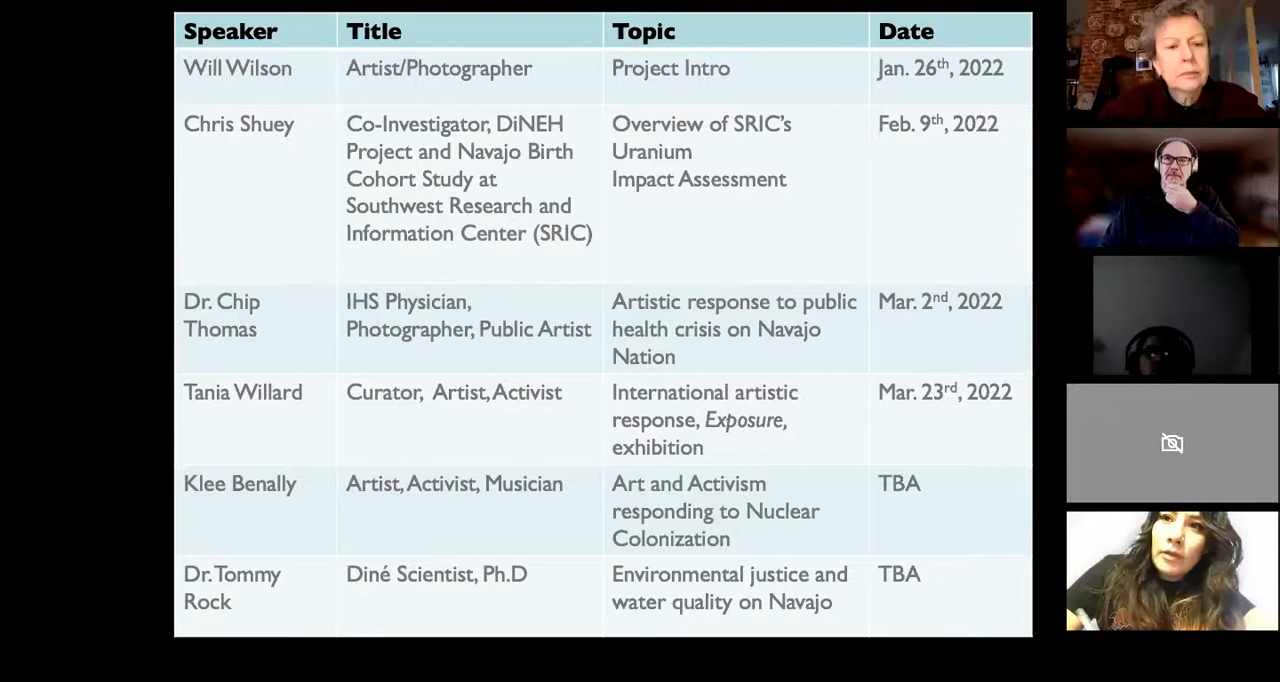 Speaker Title Topic Date
Will Wilson Artist/Photographer Project Intro Jan. 26th, 2022
Chris Shuey Co-Investigator, DiNEH Overview of SRIC's Feb. 9th, 2022
Project and Navajo Birth Uranium
Cohort Study at Impact Assessment
Southwest Research and
Information Center (SRIC)
Dr. Chip IHS Physician, Artistic response to public Mar. 2nd, 2022
Thomas Photographer, Public Artist health crisis on Navajo
Nation
Tania Willard Curator, Artist, Activist International artistic Mar. 23rd, 2022
response, Exposure,
exhibition
Klee Benally Artist, Activist, Musician Art and Activism TBA
responding to Nuclear
Colonization
Dr. Tommy Diné Scientist, Ph.D Environmental justice and TBA
Rock water quality on Navajo